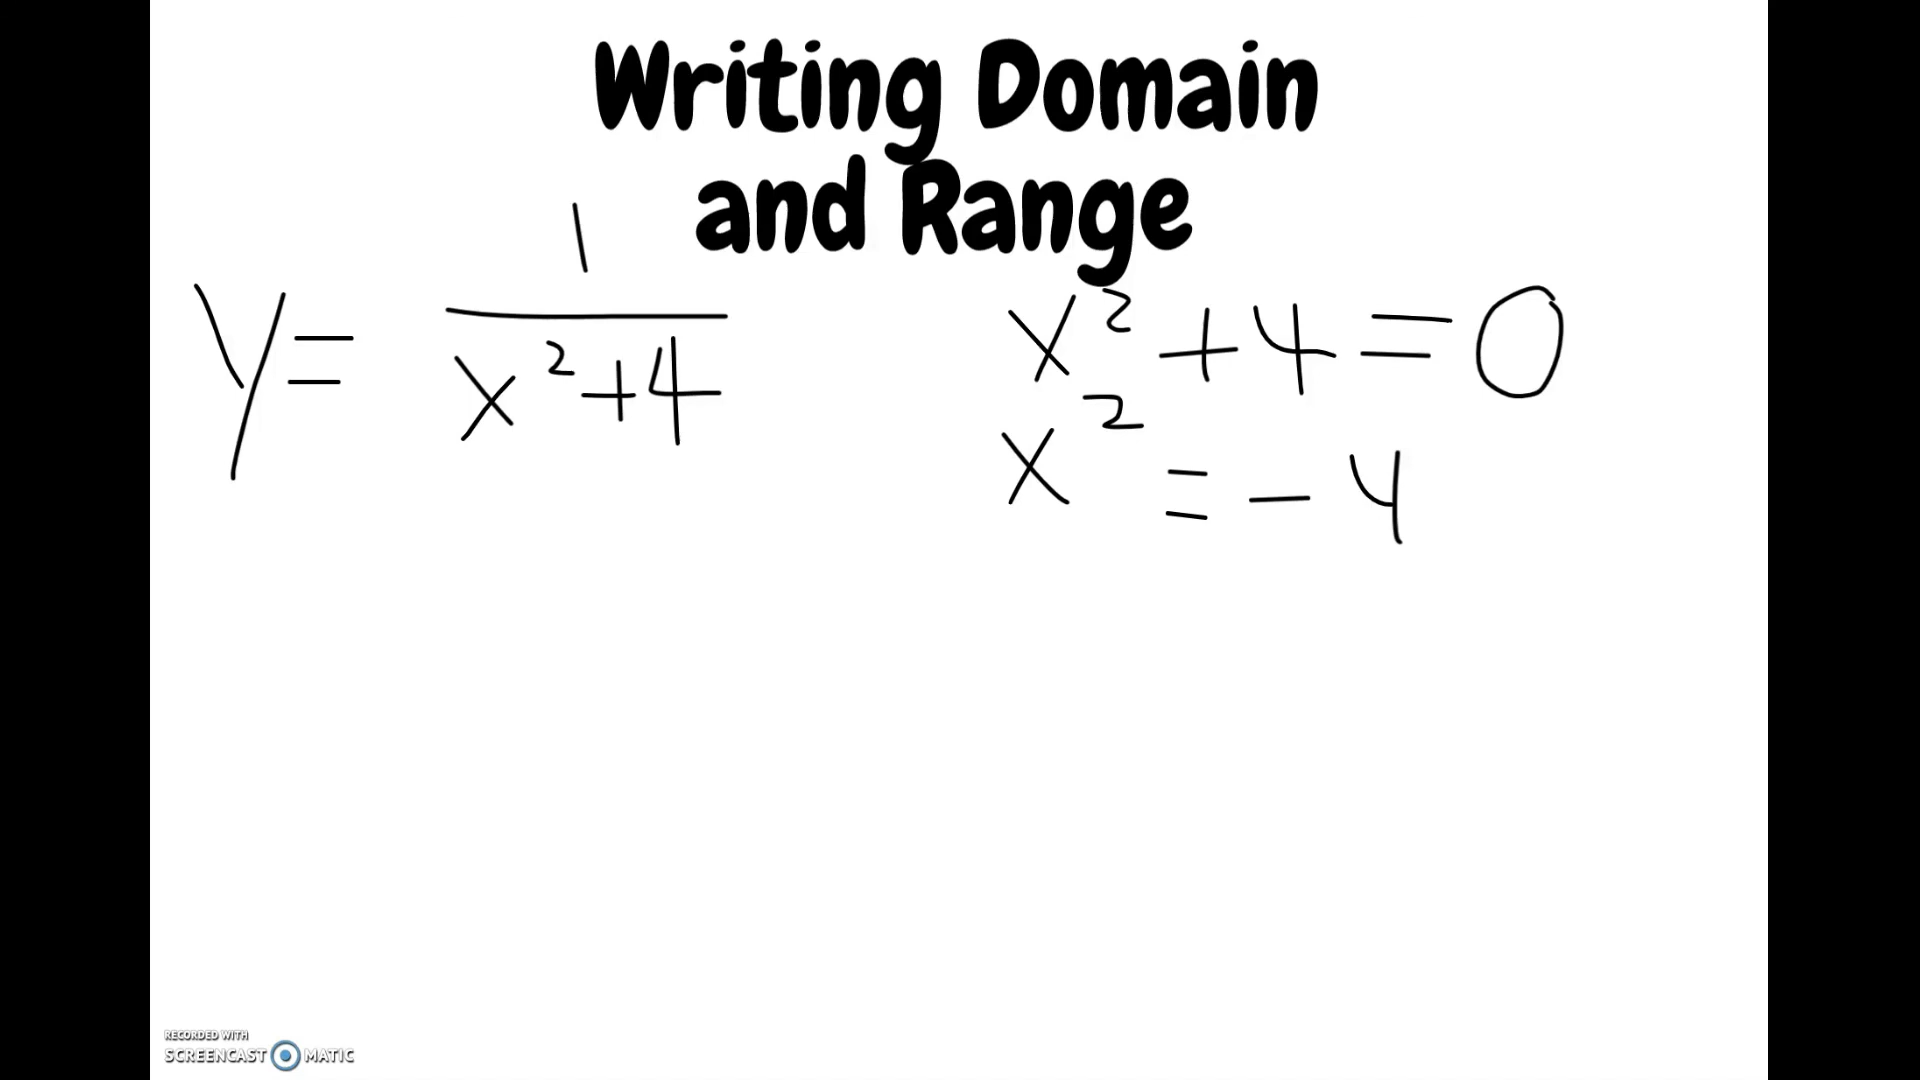 Writing Domain
and Range
y = 1/(x²+4)
x² + 4 = 0
x² = -4
RECORDED WITH
SCREENCAST MATIC